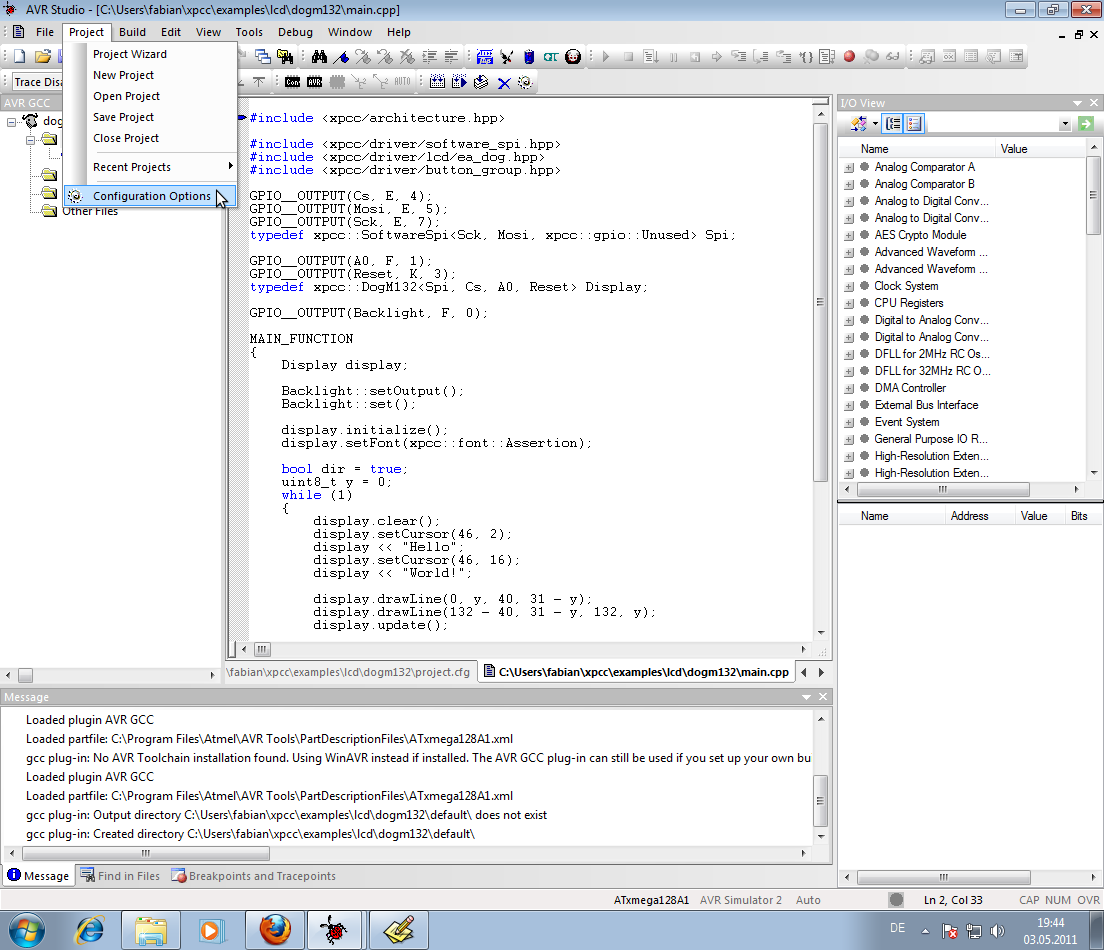 AVR Studio - [C:\Users\fabian\xpcc\examples\lcd\dogm132\main.cpp]
File Project Build Edit View Tools Debug Window Help
Project Wizard
New Project
Open Project
Save Project
Close Project
Recent Projects
Configuration Options
Trace Disa
Con AVR AUTO
AVR GCC
dog
Other Files
#include <xpcc/architecture.hpp>
#include <xpcc/driver/software_spi.hpp>
#include <xpcc/driver/lcd/ea_dog.hpp>
#include <xpcc/driver/button_group.hpp>
GPIO__OUTPUT(Cs, E, 4);
GPIO__OUTPUT(Mosi, E, 5);
GPIO__OUTPUT(Sck, E, 7);
typedef xpcc::SoftwareSpi<Sck, Mosi, xpcc::gpio::Unused> Spi;
GPIO__OUTPUT(A0, F, 1);
GPIO__OUTPUT(Reset, K, 3);
typedef xpcc::DogM132<Spi, Cs, A0, Reset> Display;
GPIO__OUTPUT(Backlight, F, 0);
MAIN_FUNCTION
{
Display display;
Backlight::setOutput();
Backlight::set();
display.initialize();
display.setFont(xpcc::font::Assertion);
bool dir = true;
uint8_t y = 0;
while (1)
{
display.clear();
display.setCursor(46, 2);
display << "Hello";
display.setCursor(46, 16);
display << "World!";
display.drawLine(0, y, 40, 31 - y);
display.drawLine(132 - 40, 31 - y, 132, y);
display.update();
\fabian\xpcc\examples\lcd\dogm132\project.cfg
C:\Users\fabian\xpcc\examples\lcd\dogm132\main.cpp
I/O View
Name Value
Analog Comparator A
Analog Comparator B
Analog to Digital Conv...
Analog to Digital Conv...
AES Crypto Module
Advanced Waveform ...
Advanced Waveform ...
Clock System
CPU Registers
Digital to Analog Conv...
Digital to Analog Conv...
DFLL for 2MHz RC Os...
DFLL for 32MHz RC O...
DMA Controller
External Bus Interface
Event System
General Purpose IO R...
High-Resolution Exten...
High-Resolution Exten...
Name Address Value Bits
Message
Loaded plugin AVR GCC
Loaded partfile: C:\Program Files\Atmel\AVR Tools\PartDescriptionFiles\ATxmega128A1.xml
gcc plug-in: No AVR Toolchain installation found. Using WinAVR instead if installed. The AVR GCC plug-in can still be used if you set up your own bu
Loaded plugin AVR GCC
Loaded partfile: C:\Program Files\Atmel\AVR Tools\PartDescriptionFiles\ATxmega128A1.xml
gcc plug-in: Output directory C:\Users\fabian\xpcc\examples\lcd\dogm132\default\ does not exist
gcc plug-in: Created directory C:\Users\fabian\xpcc\examples\lcd\dogm132\default\
Message Find in Files Breakpoints and Tracepoints
ATxmega128A1 AVR Simulator 2 Auto Ln 2, Col 33 CAP NUM OVR
DE
19:44
03.05.2011